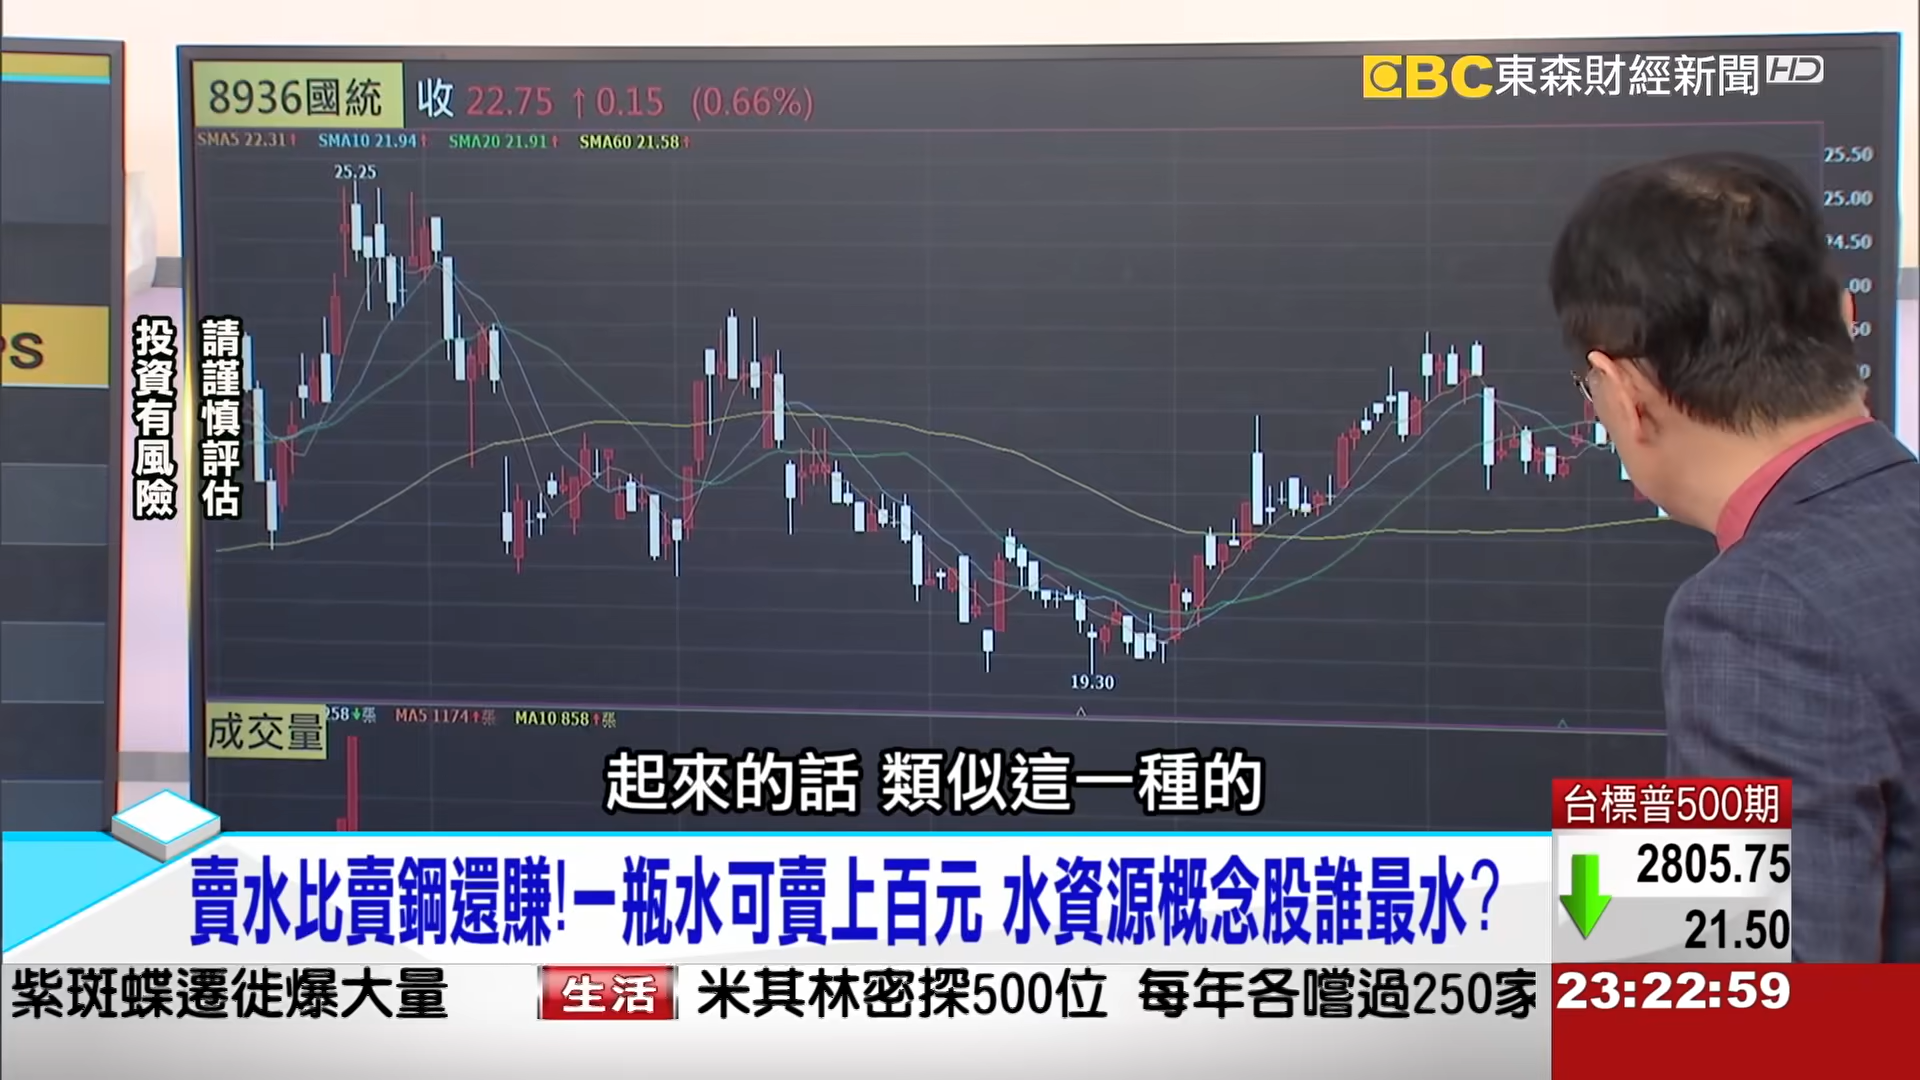 EBC東森財經新聞HD
8936國統 收 22.75 ↑0.15 (0.66%)
SMA5 22.31↑ SMA10 21.94↑ SMA20 21.91↑ SMA60 21.58↑
25.25
25.50
25.00
24.50
.00
50
19.30
請謹慎評估
投資有風險
成交量 258↓張 MA5 1174↑張 MA10 858↑張
起來的話 類似這一種的
賣水比賣鋼還賺!一瓶水可賣上百元 水資源概念股誰最水?
台標普500期
2805.75
21.50
紫斑蝶遷徙爆大量 生活 米其林密探500位 每年各嚐過250家
23:22:59